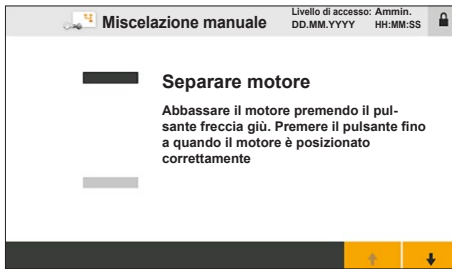 Miscelazione manuale
Livello di accesso: Ammin.
DD.MM.YYYY HH:MM:SS
Separare motore
Abbassare il motore premendo il pul-
sante freccia giù. Premere il pulsante fino
a quando il motore è posizionato
correttamente